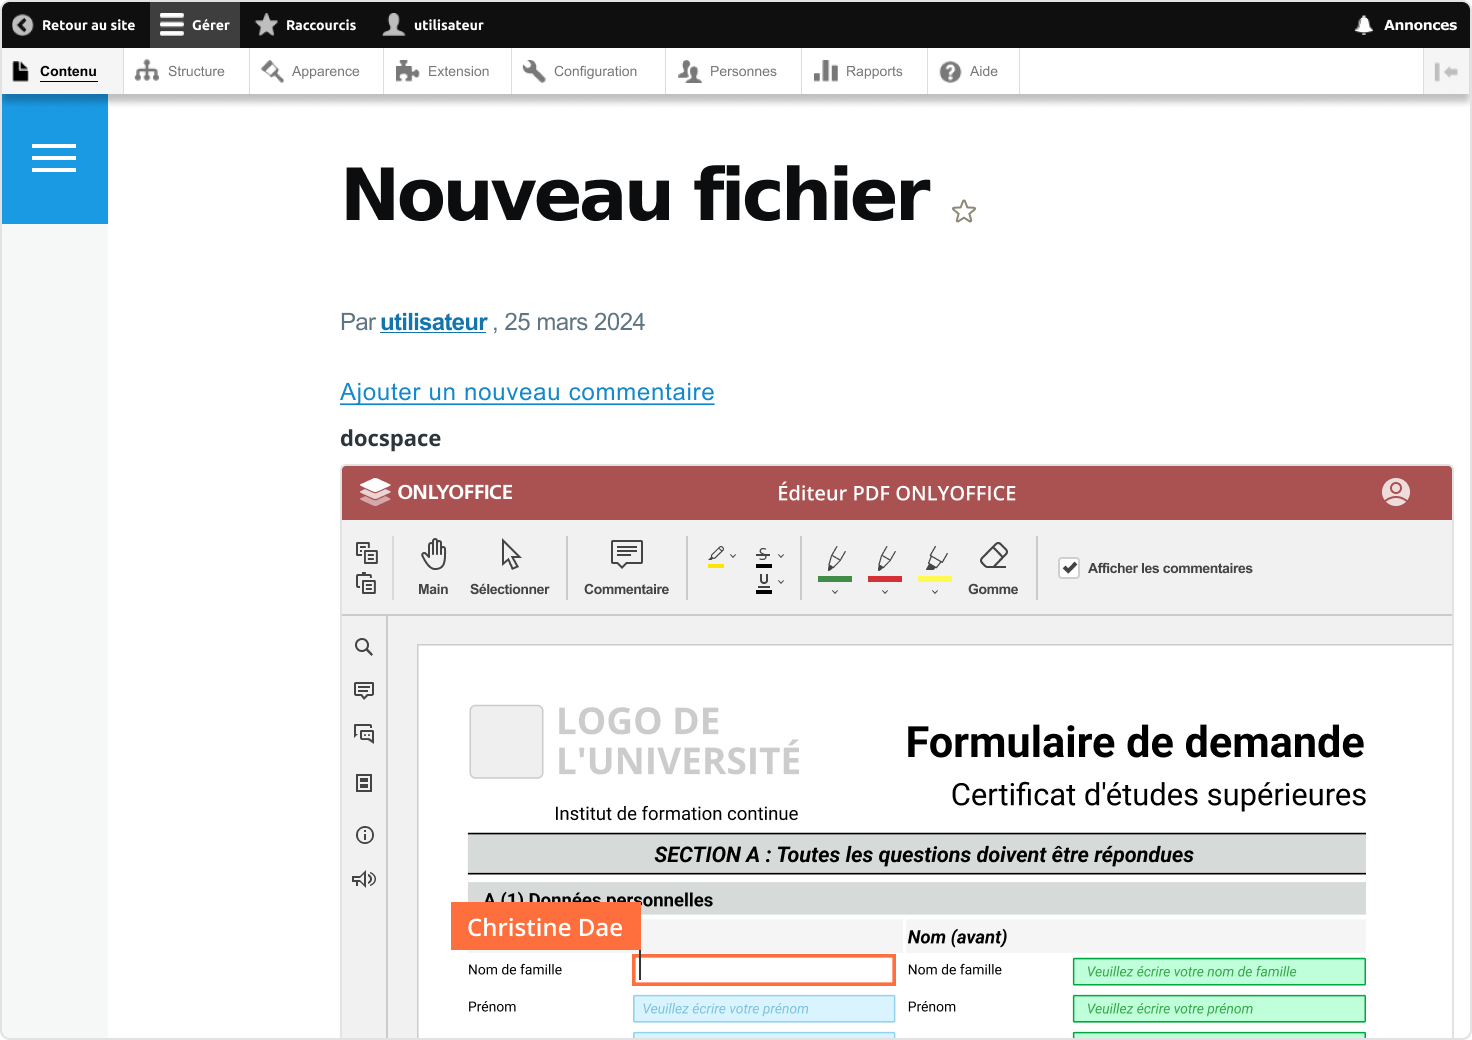 Retour au site Gérer Raccourcis utilisateur Annonces
Contenu Structure Apparence Extension Configuration Personnes Rapports Aide
Nouveau fichier
Par utilisateur , 25 mars 2024
Ajouter un nouveau commentaire
docspace
ONLYOFFICE Éditeur PDF ONLYOFFICE
Main Sélectionner Commentaire S U Gomme Afficher les commentaires
LOGO DE
L'UNIVERSITÉ
Formulaire de demande
Certificat d'études supérieures
Institut de formation continue
SECTION A : Toutes les questions doivent être répondues
A (1) Données personnelles
Christine Dae
Nom (avant)
Nom de famille Nom de famille Veuillez écrire votre nom de famille
Prénom Veuillez écrire votre prénom Prénom Veuillez écrire votre prénom